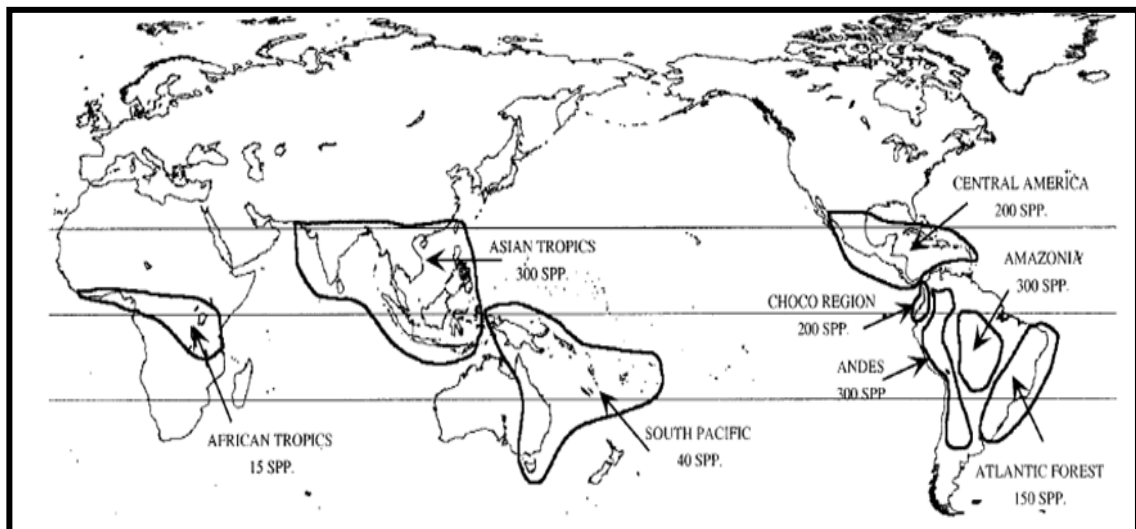 CENTRAL AMERICA
200 SPP.
ASIAN TROPICS
300 SPP.
AMAZONIA
300 SPP.
CHOCO REGION
200 SPP.
ANDES
300 SPP
AFRICAN TROPICS
15 SPP.
SOUTH PACIFIC
40 SPP.
ATLANTIC FOREST
150 SPP.